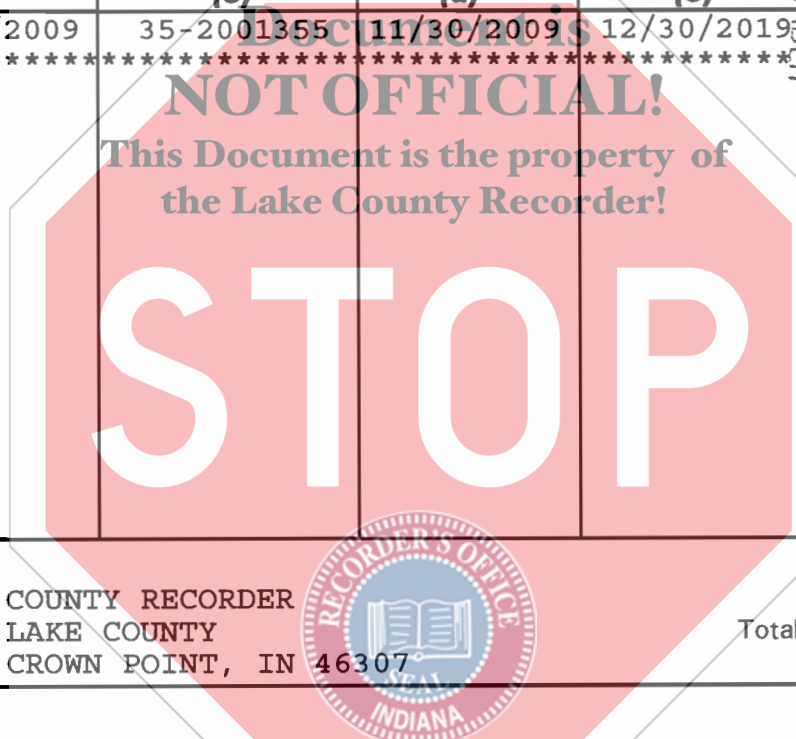 Document is
2009 35-2001355 11/30/2009 12/30/2019
****************************************************
NOT OFFICIAL!
This Document is the property of
the Lake County Recorder!
STOP
COUNTY RECORDER
LAKE COUNTY
CROWN POINT, IN 46307
Total
RECORDER'S OFFICE
SEAL
INDIANA